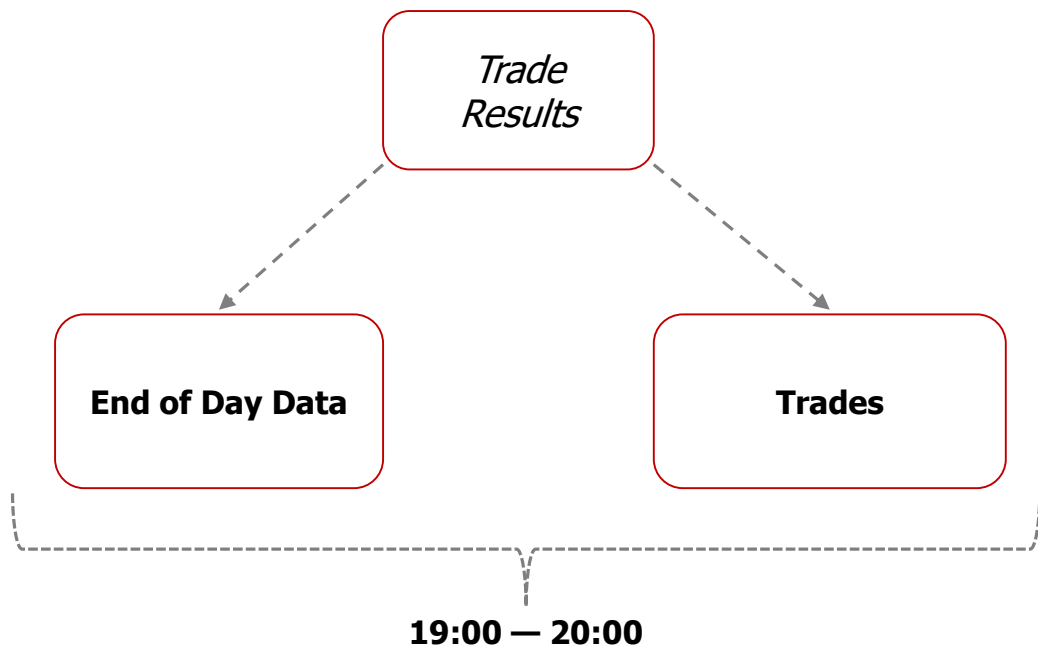 Trade
Results
End of Day Data
Trades
19:00 — 20:00